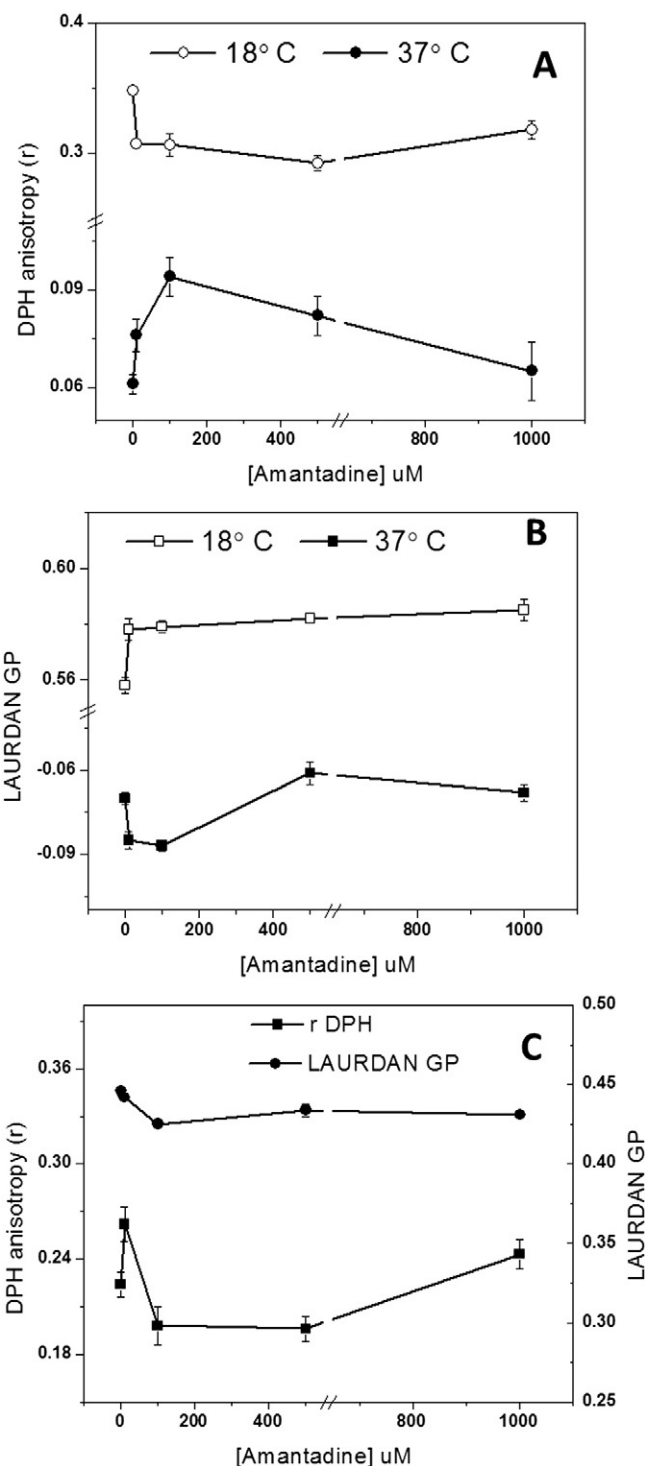 18° C 37° C A
DPH anisotropy (r)
0.4
0.3
0.09
0.06
0 200 400 800 1000
[Amantadine] uM
18° C 37° C B
LAURDAN GP
0.60
0.56
-0.06
-0.09
0 200 400 800 1000
[Amantadine] uM
r DPH
LAURDAN GP
C
DPH anisotropy (r)
0.36
0.30
0.24
0.18
LAURDAN GP
0.50
0.45
0.40
0.35
0.30
0.25
0 200 400 800 1000
[Amantadine] uM